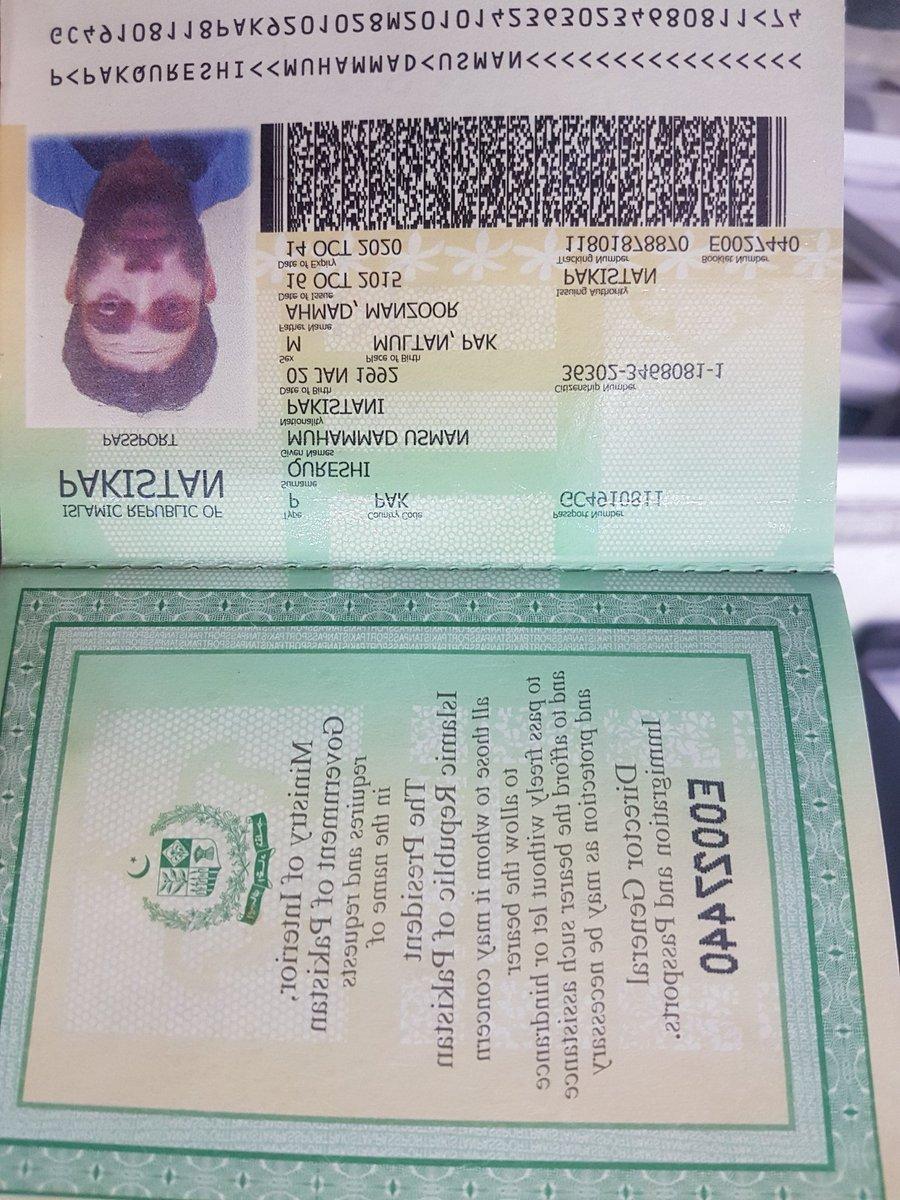 ISLAMIC REPUBLIC OF
PAKISTAN
PASSPORT
Type Country Code Passport Number
P PAK GC4910811
Surname
QURESHI
Given Names
MUHAMMAD USMAN
Nationality
PAKISTANI
Date of Birth Citizenship Number
02 JAN 1992 36302-3468081-1
Sex Place of Birth
M MULTAN, PAK
Father Name
AHMAD, MANZOOR
Date of Issue Issuing Authority
16 OCT 2015 PAKISTAN
Date of Expiry Tracking Number Booklet Number
14 OCT 2020 11801878870 E0027440
P<PAKQURESHI<<MUHAMMAD<USMAN<<<<<<<<<<<<<<<<
GC49108118PAK9201028M20101423630234680811<74
Ministry of Interior,
Government of Pakistan
requires and requests
in the name of
The President
Islamic Republic of Pakistan
all those to whom it may concern
to allow the bearer
to pass freely without let or hindrance
and to afford the bearer such assistance
and protection as may be necessary
Director General
Immigration and Passports.
E0027440